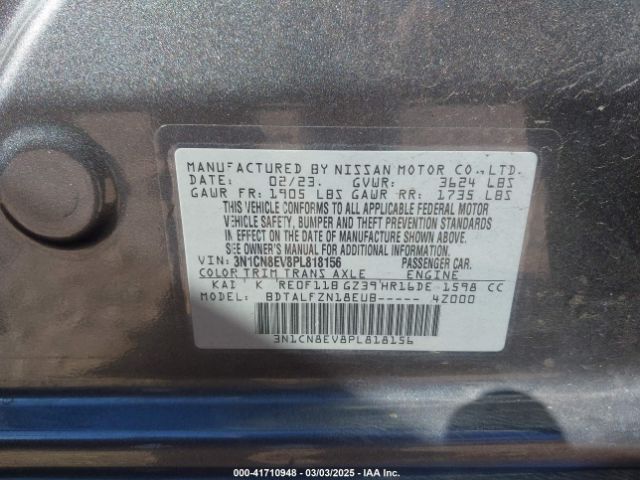 MANUFACTURED BY NISSAN MOTOR CO.,LTD.
DATE: 02/23. GVWR: 3624 LBS
GAWR FR: 1905 LBS GAWR RR: 1735 LBS
THIS VEHICLE CONFORMS TO ALL APPLICABLE FEDERAL MOTOR
VEHICLE SAFETY, BUMPER AND THEFT PREVENTION STANDARDS
IN EFFECT ON THE DATE OF MANUFACTURE SHOWN ABOVE.
SEE OWNER'S MANUAL FOR ADDITIONAL INFORMATION.
VIN: 3N1CN8EV8PL818156 PASSENGER CAR.
COLOR TRIM TRANS AXLE ENGINE
KAD K RE0F11B GZ39 HR16DE 1598 CC
MODEL: BDTALFZN18EUB----- 4Z000
3N1CN8EV8PL818156
000-41710948 - 03/03/2025 - IAA Inc.